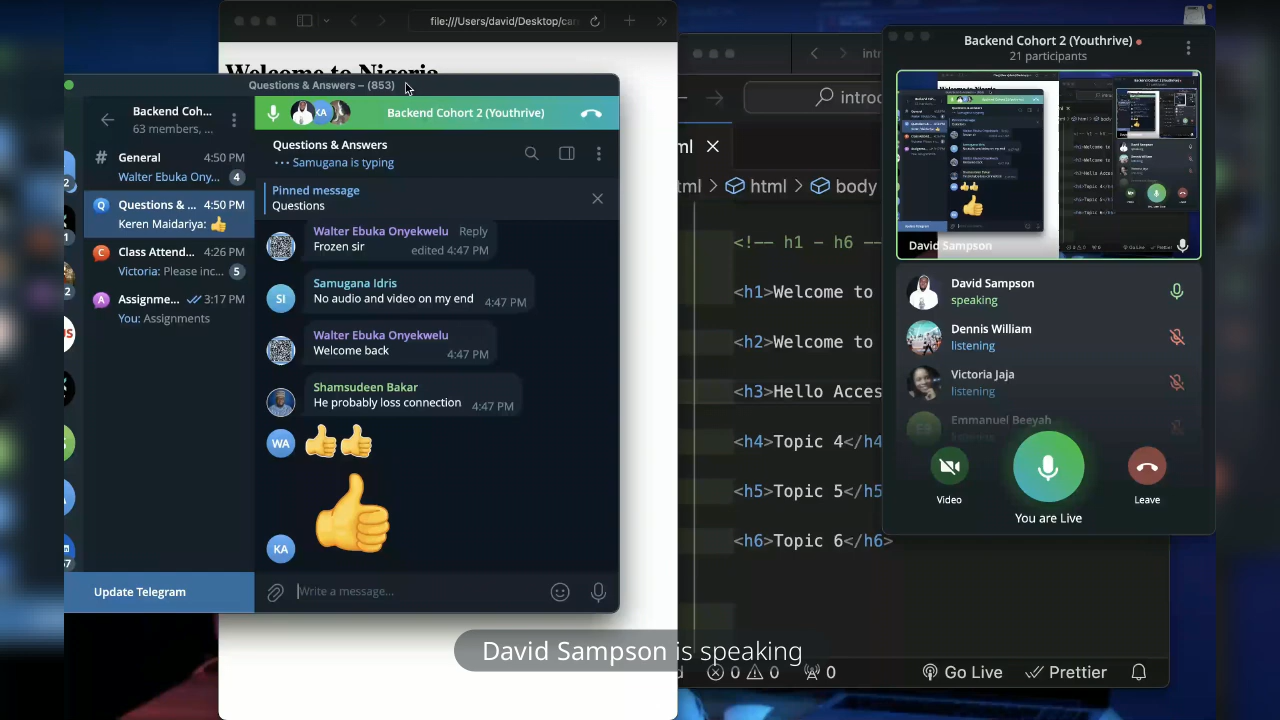 file:///Users/david/Desktop/car
Welcome to Nigeria
Questions & Answers – (853)
Backend Coh...
63 members, ...
Backend Cohort 2 (Youthrive)
& Answers
Samugana is typing
Pinned message
Questions
General 4:50 PM
Walter Ebuka Ony... 4
Questions & ... 4:50 PM
Keren Maidariya: 👍
Class Attend... 4:26 PM
Victoria: Please inc... 5
Assignme... 3:17 PM
You: Assignments
Update Telegram
Walter Ebuka Onyekwelu Reply
Frozen sir edited 4:47 PM
SI
Samugana Idris
No audio and video on my end 4:47 PM
Walter Ebuka Onyekwelu
Welcome back 4:47 PM
Shamsudeen Bakar
He probably loss connection 4:47 PM
WA 👍👍
KA 👍
Write a message...
introc
ml
tml > html > body
<!-- h1 - h6 --
<h1>Welcome to
<h2>Welcome to
<h3>Hello Acces
<h4>Topic 4</h4
<h5>Topic 5</h5
<h6>Topic 6</h6>
0 0 0 Go Live Prettier
Backend Cohort 2 (Youthrive)
21 participants
David Sampson
David Sampson
speaking
Dennis William
listening
Victoria Jaja
listening
Emmanuel Beeyah
Video
Leave
You are Live
David Sampson is speaking